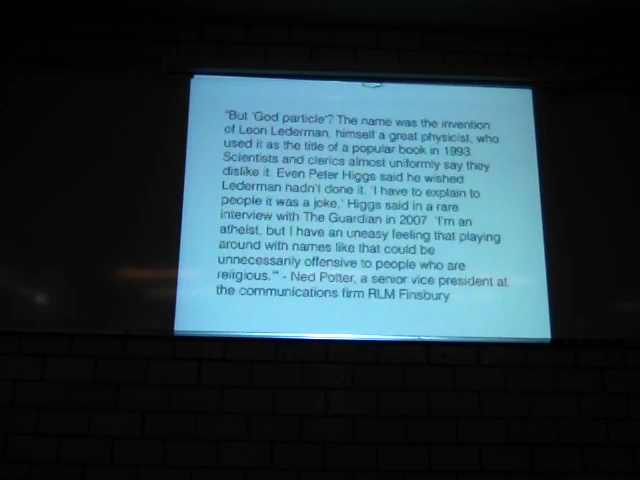 "But 'God particle'? The name was the invention
of Leon Lederman, himself a great physicist, who
used it as the title of a popular book in 1993.
Scientists and clerics almost uniformly say they
dislike it. Even Peter Higgs said he wished
Lederman hadn't done it. 'I have to explain to
people it was a joke,' Higgs said in a rare
interview with The Guardian in 2007. 'I'm an
atheist, but I have an uneasy feeling that playing
around with names like that could be
unnecessarily offensive to people who are
religious.'" - Ned Potter, a senior vice president at
the communications firm RLM Finsbury